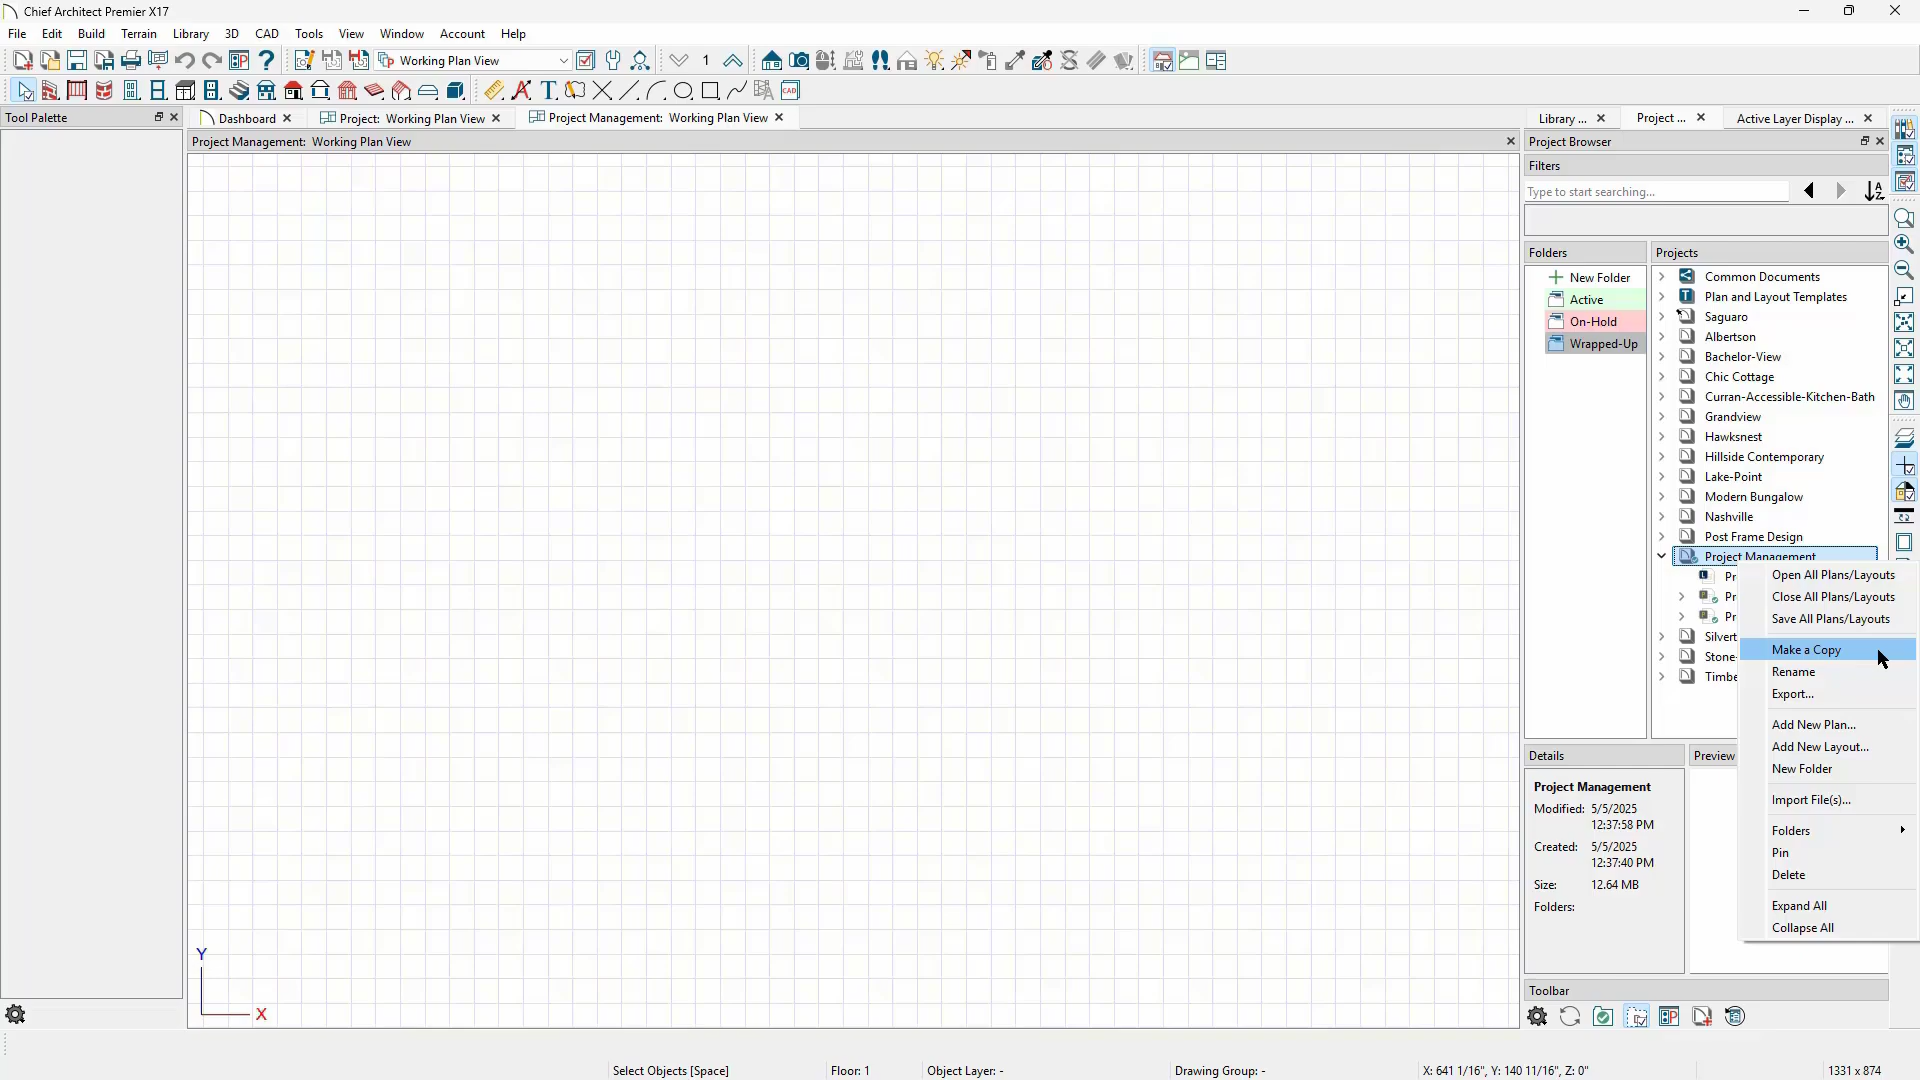 Chief Architect Premier X17
File Edit Build Terrain Library 3D CAD Tools View Window Account Help
Working Plan View 1
Tool Palette
Dashboard Project: Working Plan View Project Management: Working Plan View
Library ... Project ... Active Layer Display ...
Project Management: Working Plan View
Project Browser
Filters
Type to start searching...
Folders
New Folder
Active
On-Hold
Wrapped-Up
Projects
Common Documents
Plan and Layout Templates
Saguaro
Albertson
Bachelor-View
Chic Cottage
Curran-Accessible-Kitchen-Bath
Grandview
Hawksnest
Hillside Contemporary
Lake-Point
Modern Bungalow
Nashville
Post Frame Design
Project Management
Pr
Pr
Pr
Silvert
Stone-
Timbe
Open All Plans/Layouts
Close All Plans/Layouts
Save All Plans/Layouts
Make a Copy
Rename
Export...
Add New Plan...
Add New Layout...
New Folder
Import File(s)...
Folders
Pin
Delete
Expand All
Collapse All
Details
Preview
Project Management
Modified: 5/5/2025
12:37:58 PM
Created: 5/5/2025
12:37:40 PM
Size: 12.64 MB
Folders:
Y
X
Toolbar
Select Objects [Space] Floor: 1 Object Layer: - Drawing Group: - X: 641 1/16", Y: 140 11/16", Z: 0" 1331 x 874